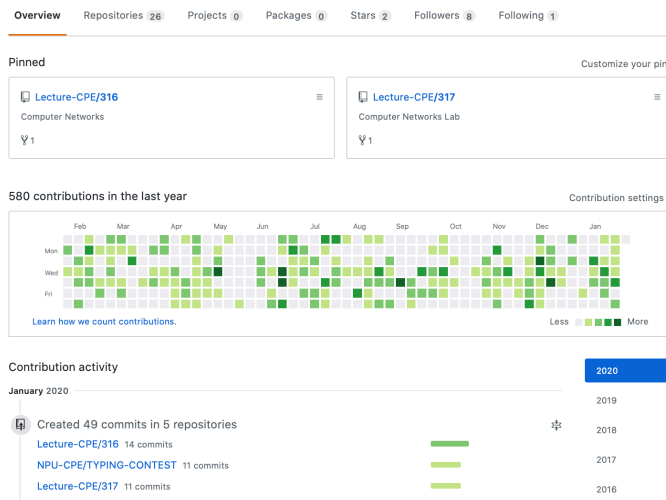 Overview Repositories 26 Projects 0 Packages 0 Stars 2 Followers 8 Following 1
Pinned Customize your pin
Lecture-CPE/316
Computer Networks
1
Lecture-CPE/317
Computer Networks Lab
1
580 contributions in the last year Contribution settings
Feb Mar Apr May Jun Jul Aug Sep Oct Nov Dec Jan
Mon
Wed
Fri
Learn how we count contributions. Less More
Contribution activity
January 2020
Created 49 commits in 5 repositories
Lecture-CPE/316 14 commits
NPU-CPE/TYPING-CONTEST 11 commits
Lecture-CPE/317 11 commits
2020
2019
2018
2017
2016